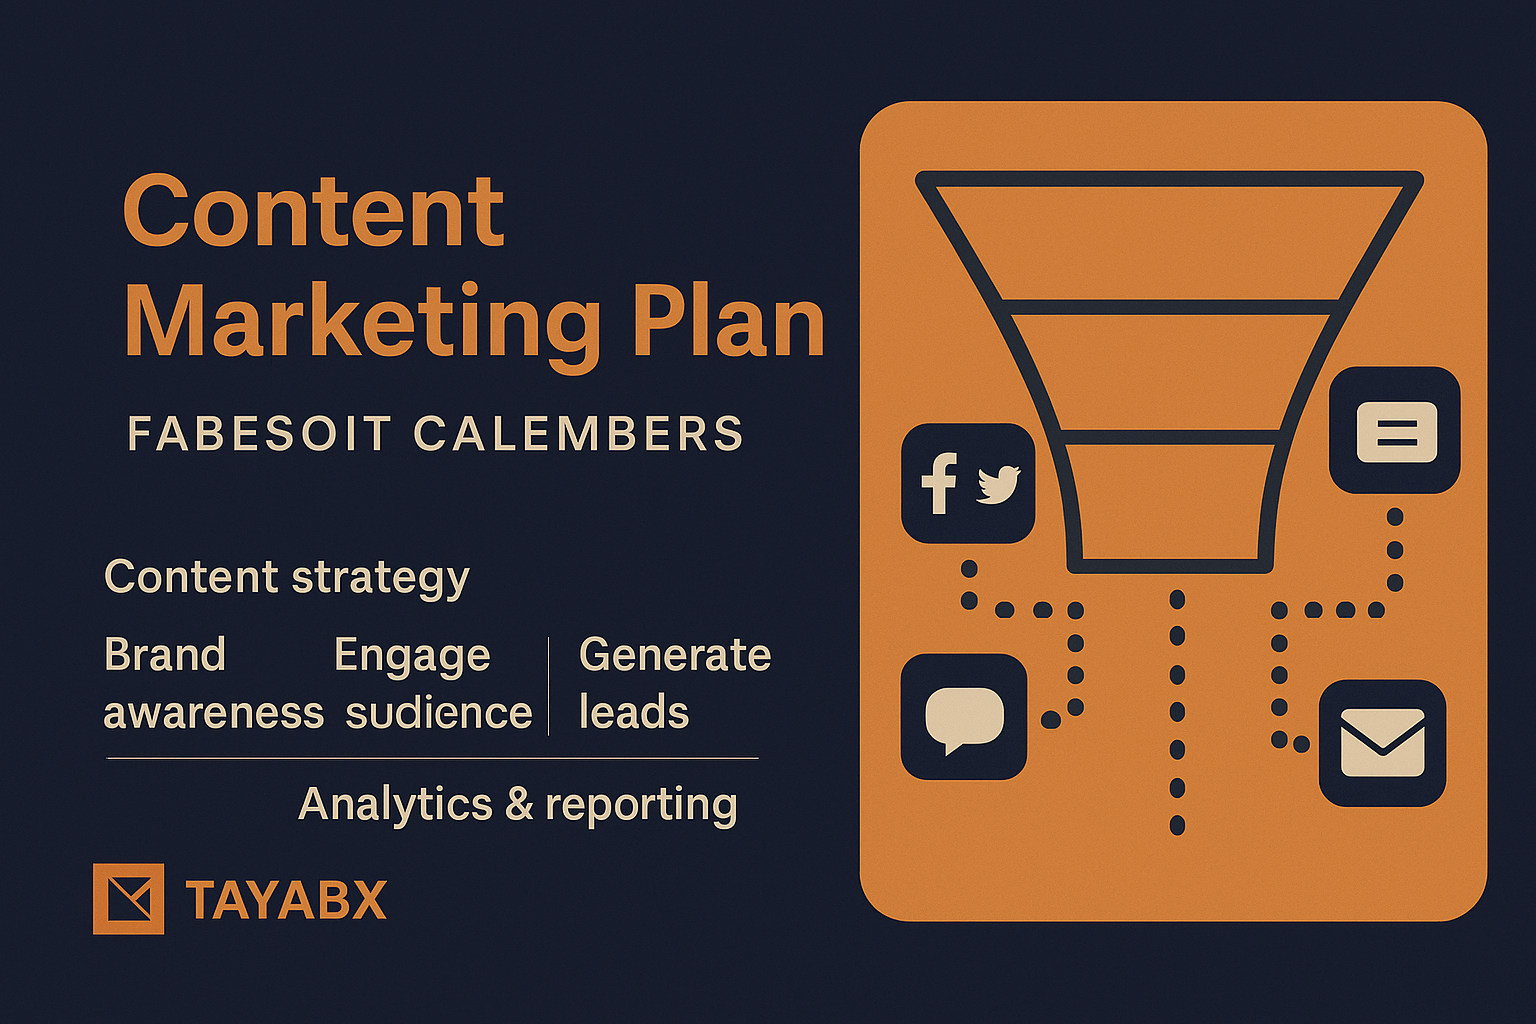 Content
Marketing Plan
FABESOIT CALEMBERS
Content strategy
Brand awareness
Engage sudience
Generate leads
Analytics & reporting
TAYABX